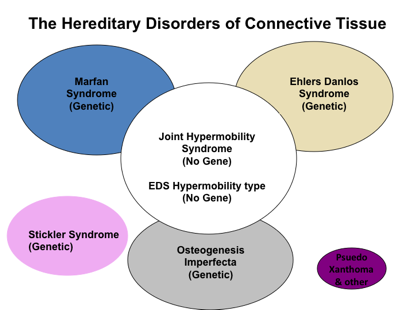 The Hereditary Disorders of Connective Tissue
Marfan
Syndrome
(Genetic)
Ehlers Danlos
Syndrome
(Genetic)
Joint Hypermobility
Syndrome
(No Gene)
EDS Hypermobility type
(No Gene)
Stickler Syndrome
(Genetic)
Osteogenesis
Imperfecta
(Genetic)
Psuedo
Xanthoma
& other